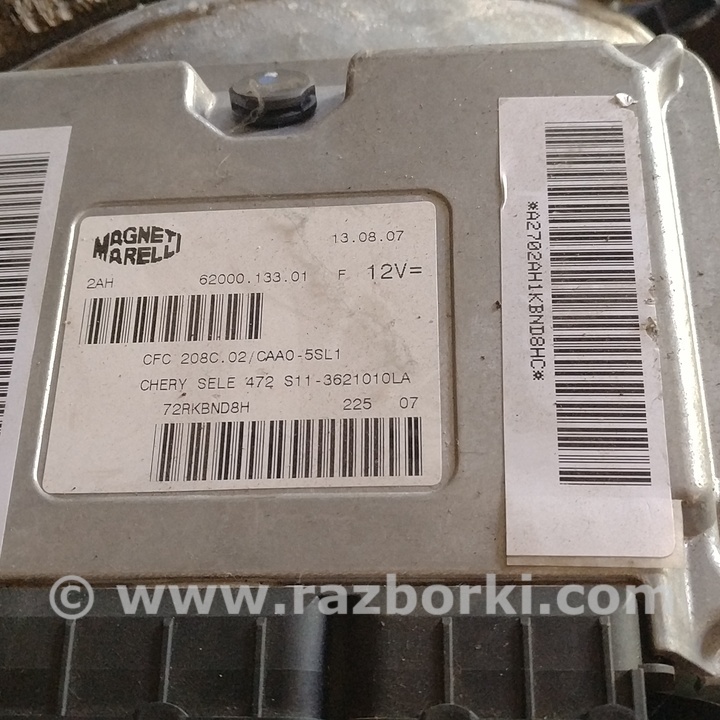 MAGNETI
MARELLI
13.08.07
2AH 62000.133.01 F 12V=
CFC 208C.02/CAA0-5SL1
CHERY SELE 472 S11-3621010LA
72RKBND8H 225 07
*A2702AH1KBND8HC*
© www.razborki.com